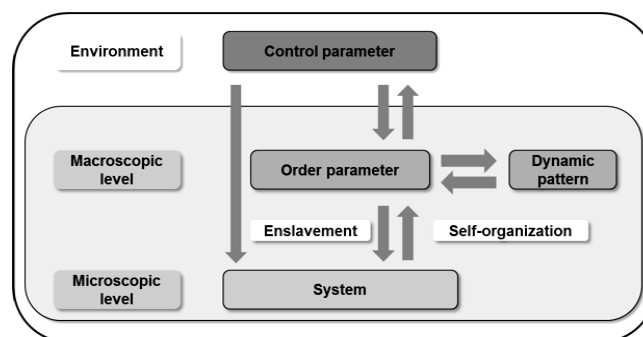 Environment
Control parameter
Macroscopic
level
Order parameter
Dynamic
pattern
Enslavement
Self-organization
Microscopic
level
System